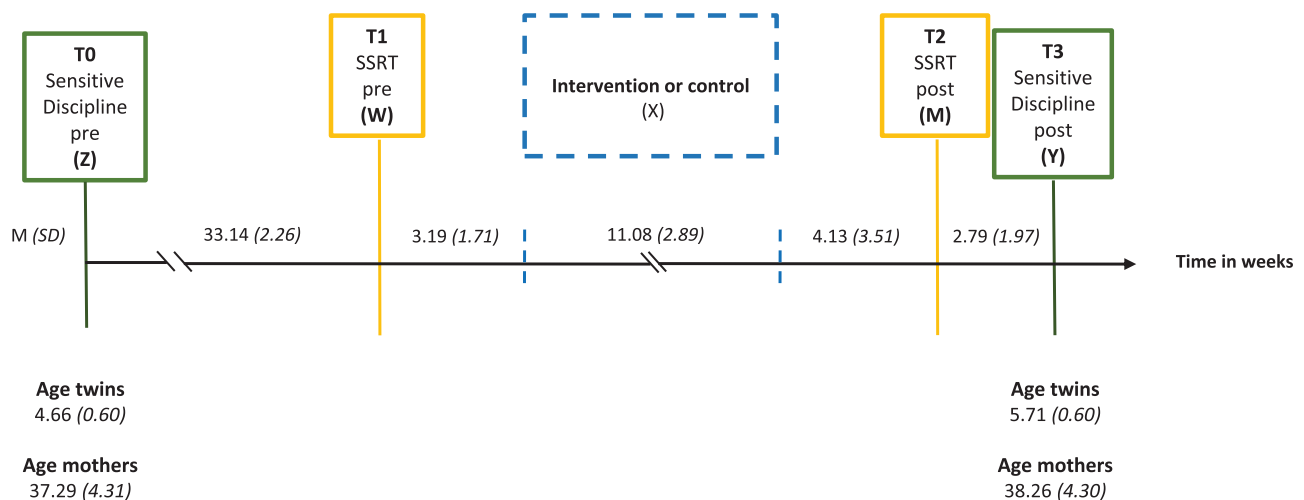 T0
Sensitive
Discipline
pre
(Z)
T1
SSRT
pre
(W)
Intervention or control
(X)
T2
SSRT
post
(M)
T3
Sensitive
Discipline
post
(Y)
M (SD)
33.14 (2.26)
3.19 (1.71)
11.08 (2.89)
4.13 (3.51)
2.79 (1.97)
Time in weeks
Age twins
4.66 (0.60)
Age mothers
37.29 (4.31)
Age twins
5.71 (0.60)
Age mothers
38.26 (4.30)